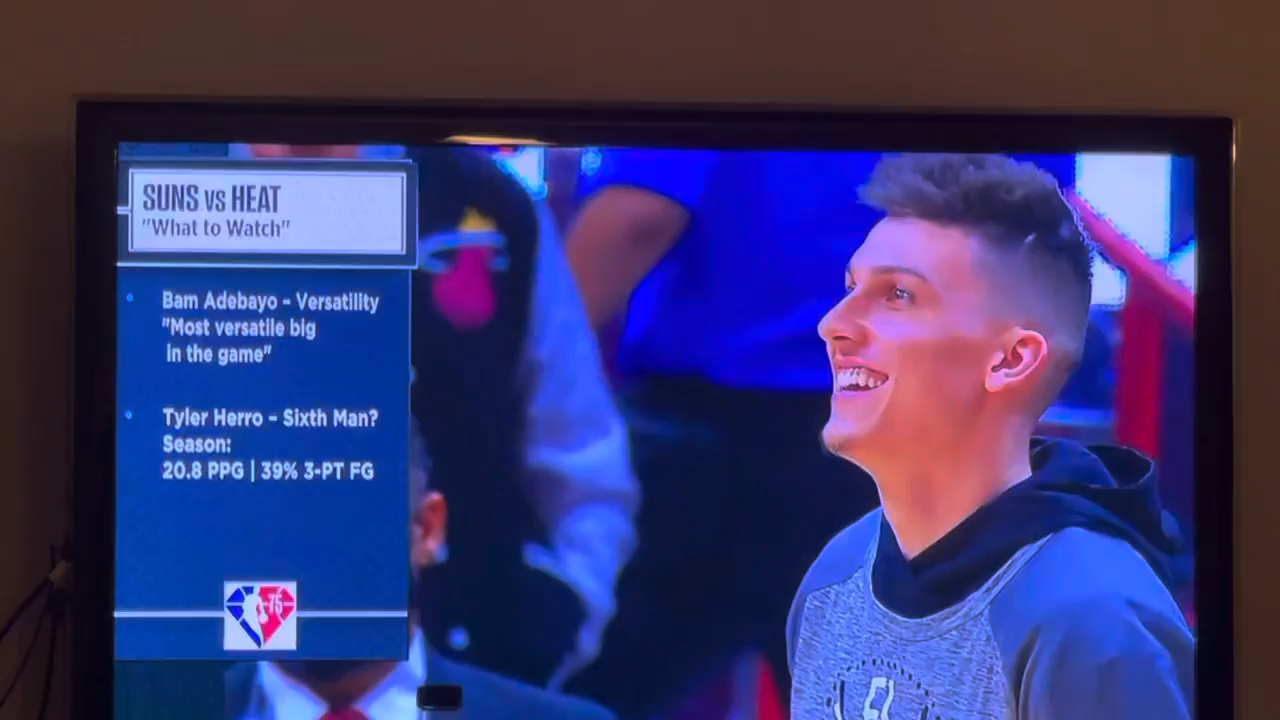 SUNS vs HEAT
"What to Watch"
Bam Adebayo - Versatility
"Most versatile big
in the game"
Tyler Herro - Sixth Man?
Season:
20.8 PPG | 39% 3-PT FG
75